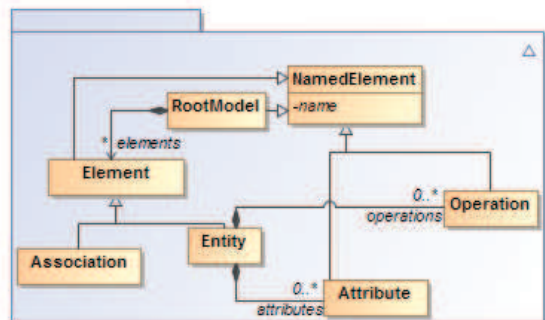 NamedElement
-name
RootModel
* elements
Element
0..*
operations
Operation
Entity
Association
0..*
attributes
Attribute